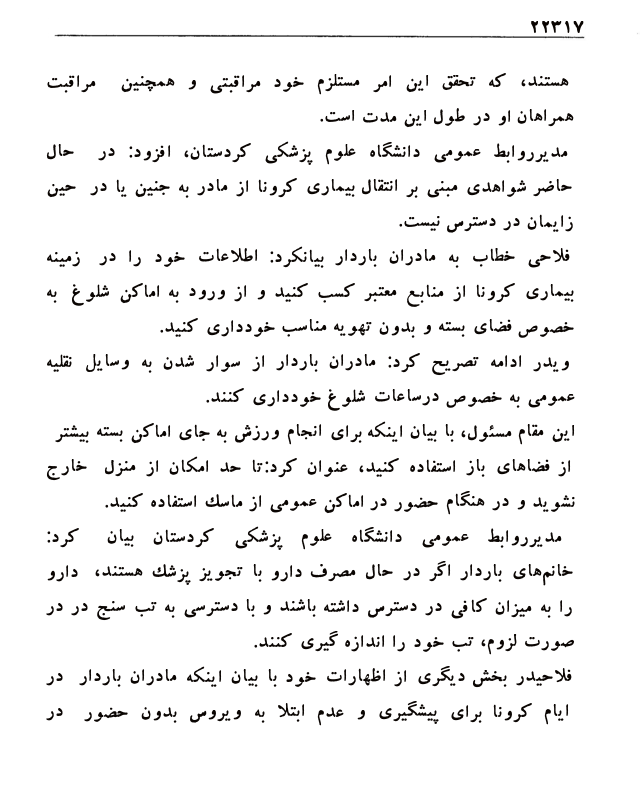 ۲۲۳۱۷
هستند، که تحقق این امر مستلزم خود مراقبتی و همچنین مراقبت
همراهان او در طول این مدت است.
مدیرروابط عمومی دانشگاه علوم پزشکی کردستان، افزود: در حال
حاضر شواهدی مبنی بر انتقال بیماری کرونا از مادر به جنین یا در حین
زایمان در دسترس نیست.
فلاحی خطاب به مادران باردار بیانکرد: اطلاعات خود را در زمینه
بیماری کرونا از منابع معتبر کسب کنید و از ورود به اماکن شلوغ به
خصوص فضای بسته و بدون تهویه مناسب خودداری کنید.
ویدر ادامه تصریح کرد: مادران باردار از سوار شدن به وسایل نقلیه
عمومی به خصوص درساعات شلوغ خودداری کنند.
این مقام مسئول، با بیان اینکه برای انجام ورزش به جای اماکن بسته بیشتر
از فضاهای باز استفاده کنید، عنوان کرد:تا حد امکان از منزل خارج
نشوید و در هنگام حضور در اماکن عمومی از ماسك استفاده کنید.
مدیرروابط عمومی دانشگاه علوم پزشکی کردستان بیان کرد:
خانم‌های باردار اگر در حال مصرف دارو با تجویز پزشك هستند، دارو
را به میزان کافی در دسترس داشته باشند و با دسترسی به تب سنج در در
صورت لزوم، تب خود را اندازه گیری کنند.
فلاحیدر بخش دیگری از اظهارات خود با بیان اینکه مادران باردار در
ایام کرونا برای پیشگیری و عدم ابتلا به ویروس بدون حضور در